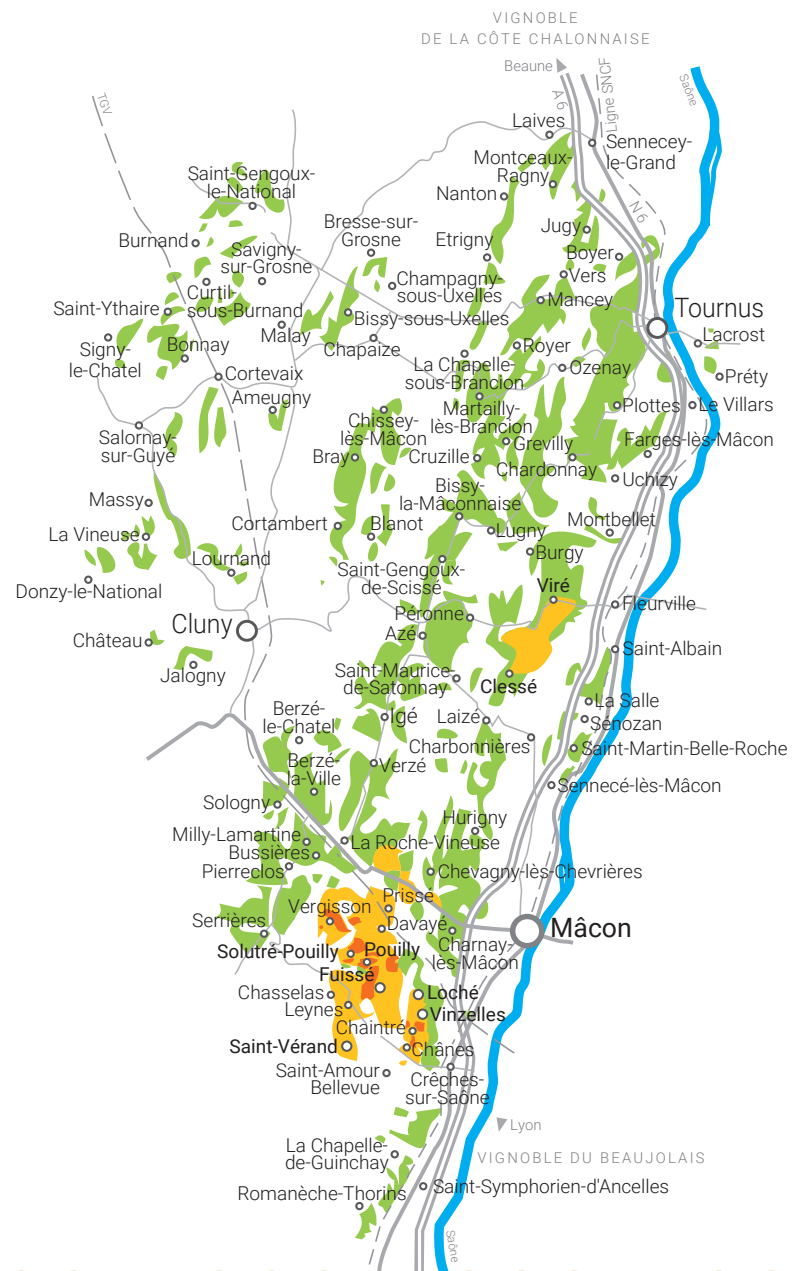 VIGNOBLE
DE LA CÔTE CHALONNAISE
Beaune
A 6
Ligne SNCF
Saône
TGV
Laives
Sennecey-
le-Grand
Montceaux-
Ragny
Saint-Gengoux-
le-National
Nanton
N 6
Bresse-sur-
Grosne
Jugy
Burnand
Etrigny
Savigny-
sur-Grosne
Boyer
Vers
Champagny-
sous-Uxelles
Curtil-
sous-Burnand
Mancey
Saint-Ythaire
Tournus
Bissy-sous-Uxelles
Malay
Lacrost
Signy-
le-Chatel
Bonnay
Chapaize
Royer
La Chapelle-
sous-Brancion
Ozenay
Cortevaix
Préty
Ameugny
Martailly-
lès-Brancion
Plottes
Le Villars
Chissey-
lès-Mâcon
Salornay-
sur-Guye
Grevilly
Farges-lès-Mâcon
Bray
Cruzille
Chardonnay
Uchizy
Bissy-
la-Mâconnaise
Massy
Cortambert
Blanot
Lugny
Montbellet
La Vineuse
Burgy
Lournand
Saint-Gengoux-
de-Scissé
Donzy-le-National
Viré
Fleurville
Péronne
Cluny
Azé
Château
Saint-Albain
Jalogny
Saint-Maurice-
de-Satonnay
Clessé
La Salle
Berzé-
le-Chatel
Igé
Laizé
Sénozan
Charbonnières
Saint-Martin-Belle-Roche
Berzé-
la-Ville
Verzé
Sennecé-lès-Mâcon
Sologny
Hurigny
Milly-Lamartine
La Roche-Vineuse
Bussières
Pierreclos
Chevagny-lès-Chevrières
Prissé
Vergisson
Serrières
Davayé
Mâcon
Charnay-
lès-Mâcon
Solutré-Pouilly
Pouilly
Fuissé
Chasselas
Loché
Leynes
Vinzelles
Chaintré
Saint-Vérand
Chânes
Saint-Amour
Bellevue
Crêches-
sur-Saône
Lyon
La Chapelle-
de-Guinchay
VIGNOBLE DU BEAUJOLAIS
Romanèche-Thorins
Saint-Symphorien-d'Ancelles
Saône